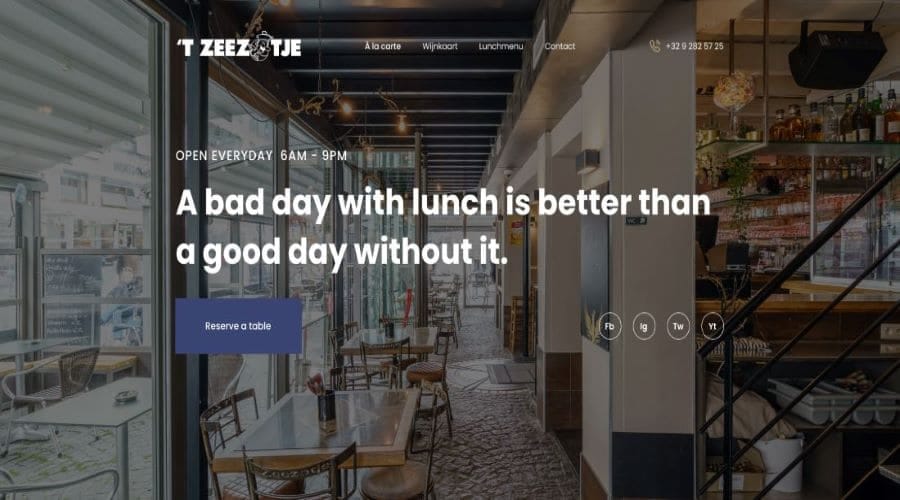 'T ZEEZOTJE
À la carte
Wijnkaart
Lunchmenu
Contact
+32 9 282 57 25
OPEN EVERYDAY 6AM - 9PM
A bad day with lunch is better than
a good day without it.
Reserve a table
Fb
Ig
Tw
Yt